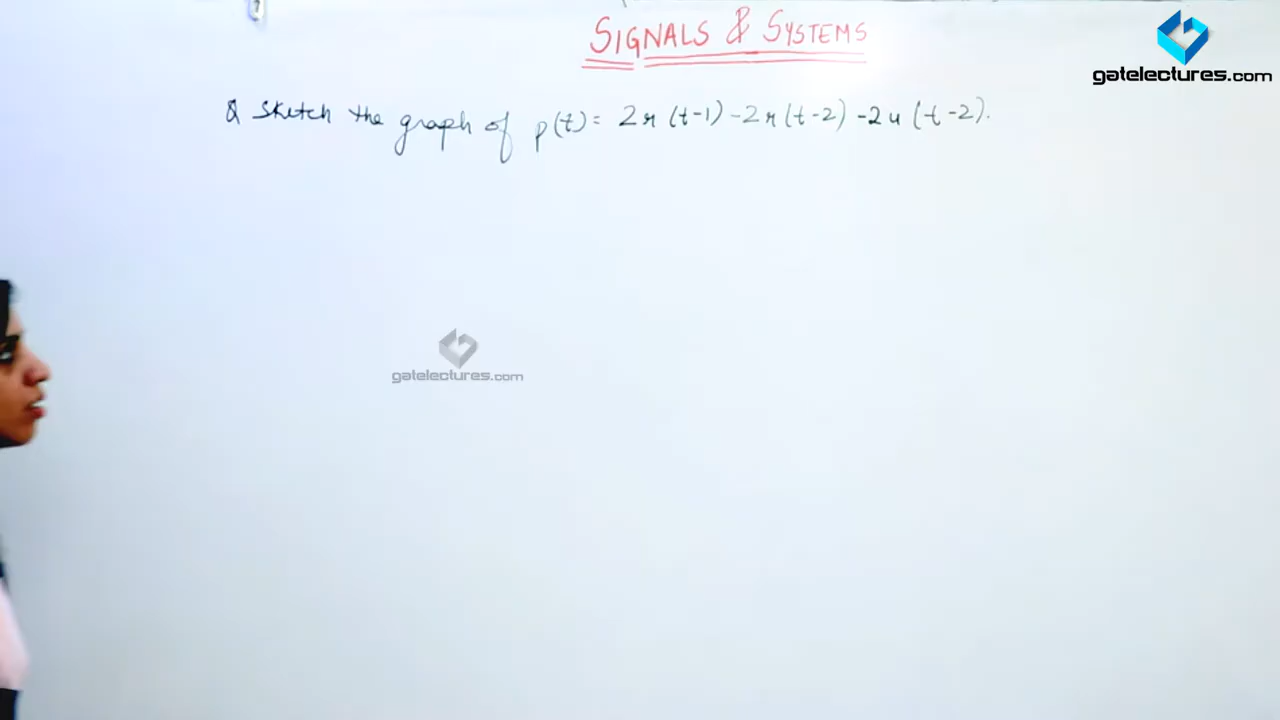 SIGNALS & SYSTEMS
gatelectures.com
Q Sketch the graph of p(t) = 2r(t-1) -2r(t-2) -2u(t-2).
gatelectures.com